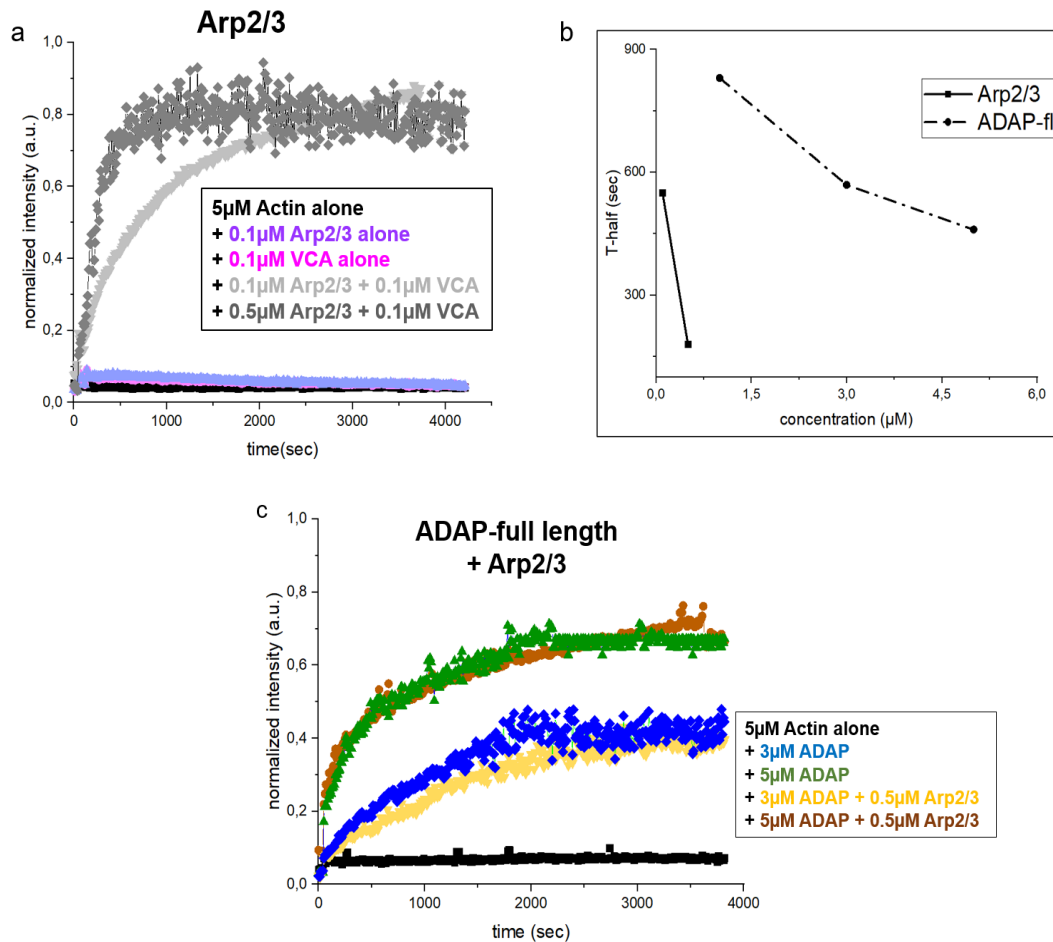 a
Arp2/3
1,0
0,8
0,6
0,4
0,2
0,0
normalized intensity (a.u.)
0
1000
2000
3000
4000
time(sec)
5µM Actin alone
+ 0.1µM Arp2/3 alone
+ 0.1µM VCA alone
+ 0.1µM Arp2/3 + 0.1µM VCA
+ 0.5µM Arp2/3 + 0.1µM VCA
b
900
600
300
T-half (sec)
0,0
1,5
3,0
4,5
6,0
concentration (µM)
Arp2/3
ADAP-fl
c
ADAP-full length
+ Arp2/3
1,0
0,8
0,6
0,4
0,2
0,0
normalized intensity (a.u.)
0
1000
2000
3000
4000
time (sec)
5µM Actin alone
+ 3µM ADAP
+ 5µM ADAP
+ 3µM ADAP + 0.5µM Arp2/3
+ 5µM ADAP + 0.5µM Arp2/3